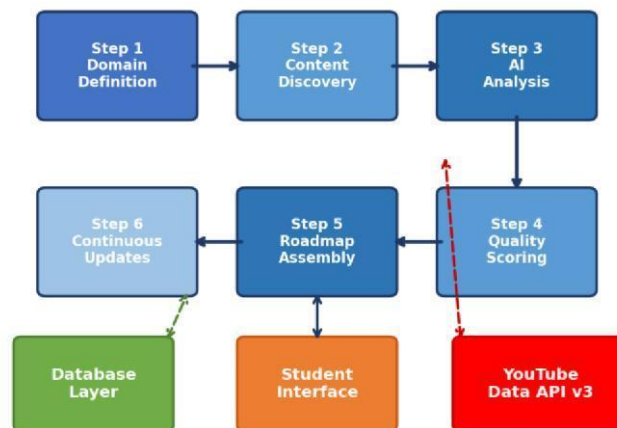 Step 1
Domain
Definition
Step 2
Content
Discovery
Step 3
AI
Analysis
Step 6
Continuous
Updates
Step 5
Roadmap
Assembly
Step 4
Quality
Scoring
Database
Layer
Student
Interface
YouTube
Data API v3